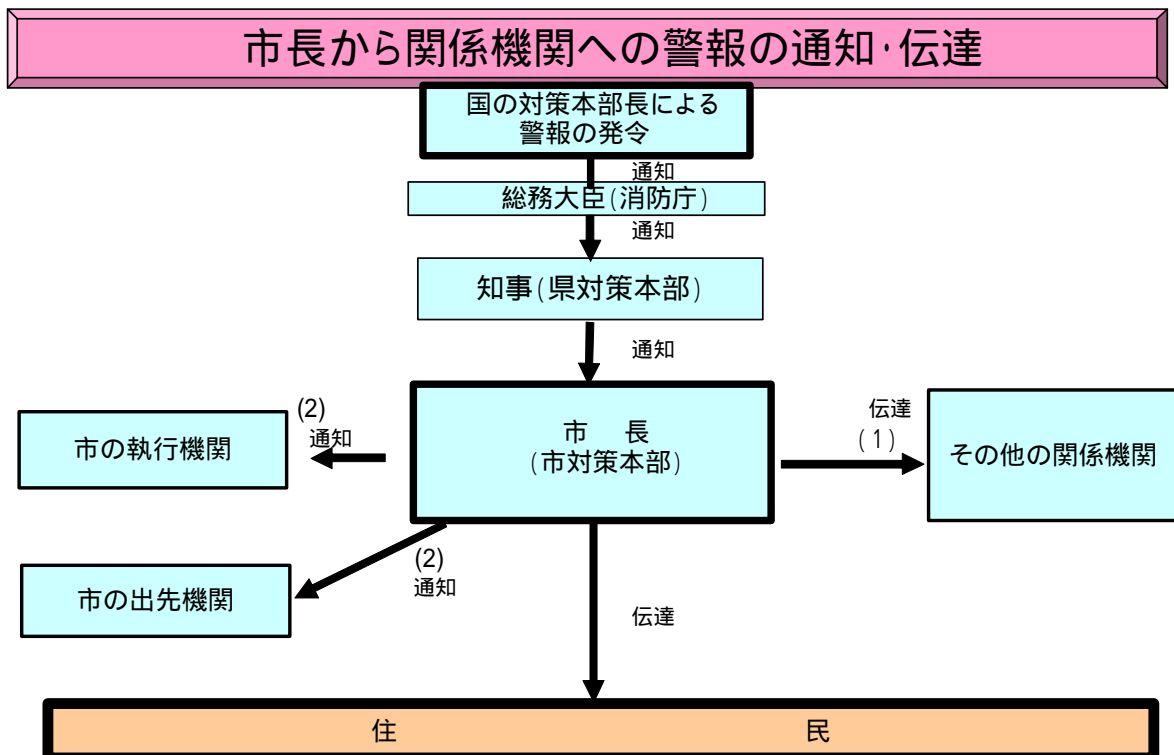 市長から関係機関への警報の通知･伝達
国の対策本部長による
警報の発令
通知
総務大臣(消防庁)
通知
知事(県対策本部)
通知
市　長
(市対策本部)
(2)
通知
市の執行機関
伝達
(1)
その他の関係機関
(2)
通知
市の出先機関
伝達
住　民